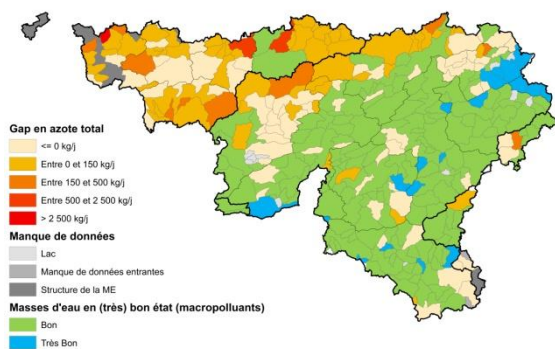 Gap en azote total
<= 0 kg/j
Entre 0 et 150 kg/j
Entre 150 et 500 kg/j
Entre 500 et 2 500 kg/j
> 2 500 kg/j
Manque de données
Lac
Manque de données entrantes
Structure de la ME
Masses d'eau en (très) bon état (macropolluants)
Bon
Très Bon